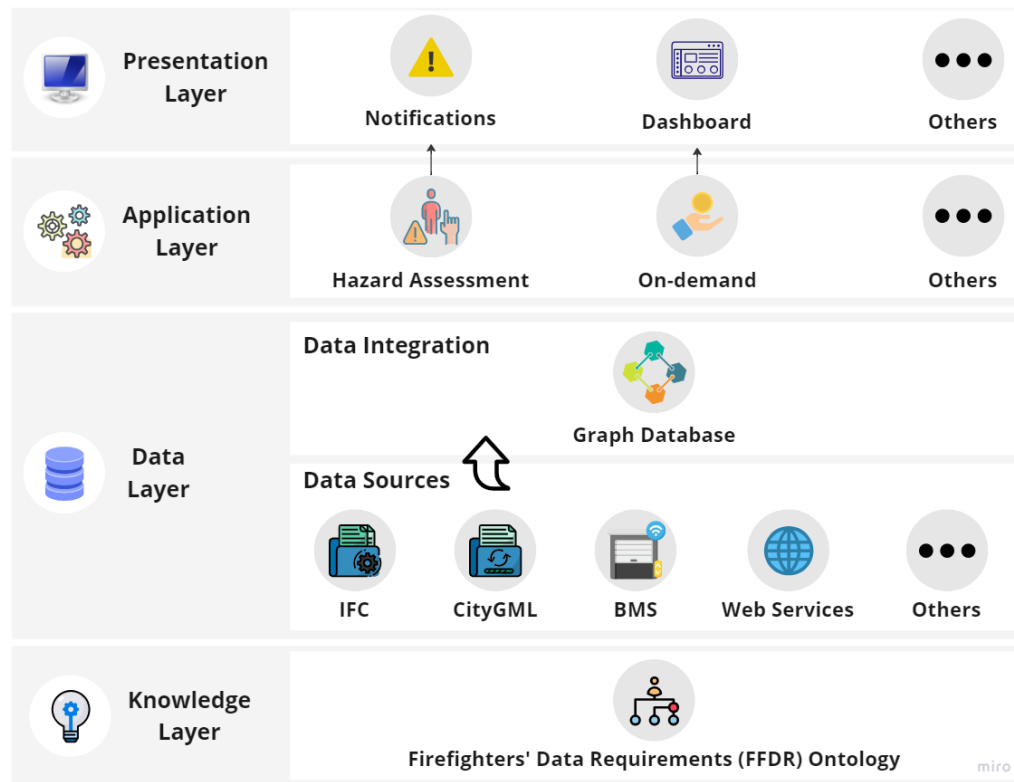 Presentation
Layer
Notifications
Dashboard
Others
Application
Layer
Hazard Assessment
On-demand
Others
Data
Layer
Data Integration
Graph Database
Data Sources
IFC
CityGML
BMS
Web Services
Others
Knowledge
Layer
Firefighters' Data Requirements (FFDR) Ontology
miro